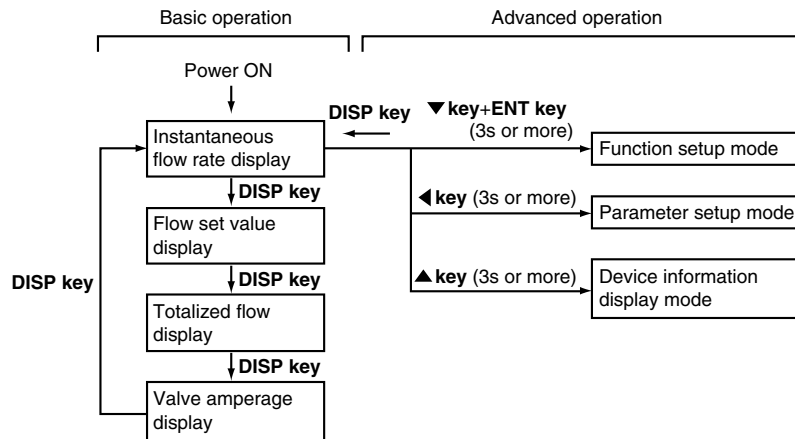 Basic operation
Advanced operation
Power ON
DISP key
▼ key+ENT key
(3s or more)
Instantaneous
flow rate display
Function setup mode
DISP key
◀ key (3s or more)
Flow set value
display
Parameter setup mode
DISP key
DISP key
▲ key (3s or more)
Totalized flow
display
Device information
display mode
DISP key
Valve amperage
display